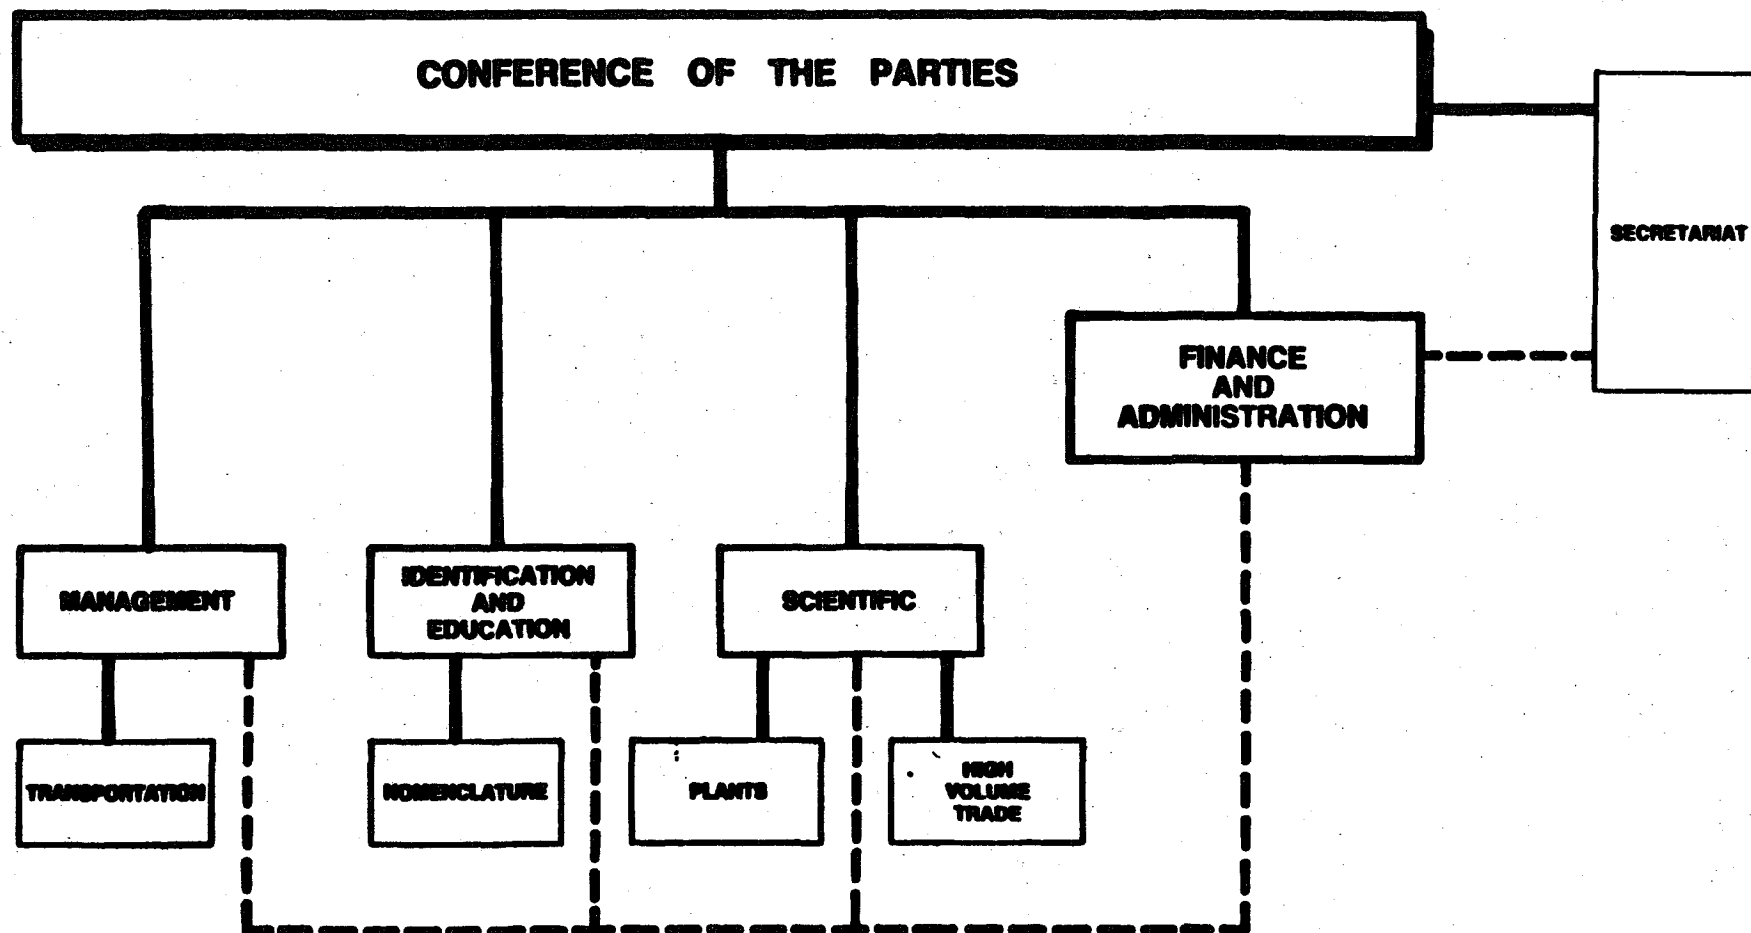 CONFERENCE OF THE PARTIES
SECRETARIAT
FINANCE
AND
ADMINISTRATION
MANAGEMENT
IDENTIFICATION
AND
EDUCATION
SCIENTIFIC
TRANSPORTATION
NOMENCLATURE
PLANTS
HIGH
VOLUME
TRADE